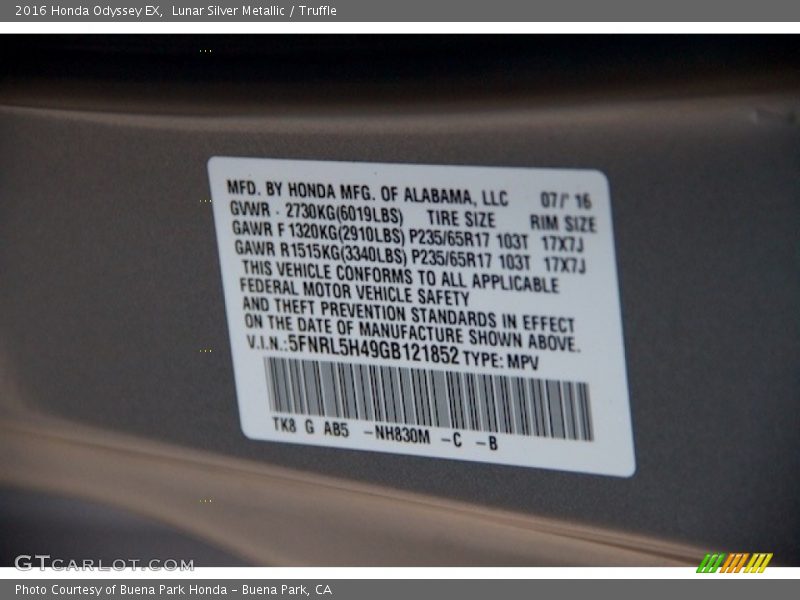 2016 Honda Odyssey EX,  Lunar Silver Metallic / Truffle
MFD. BY HONDA MFG. OF ALABAMA, LLC 07/' 16
GVWR - 2730KG(6019LBS) TIRE SIZE RIM SIZE
GAWR F 1320KG(2910LBS) P235/65R17 103T 17X7J
GAWR R1515KG(3340LBS) P235/65R17 103T 17X7J
THIS VEHICLE CONFORMS TO ALL APPLICABLE
FEDERAL MOTOR VEHICLE SAFETY
AND THEFT PREVENTION STANDARDS IN EFFECT
ON THE DATE OF MANUFACTURE SHOWN ABOVE.
V.I.N.:5FNRL5H49GB121852 TYPE: MPV
TK8 G AB5 -NH830M -C -B
GTCARLOT.COM
Photo Courtesy of Buena Park Honda - Buena Park, CA